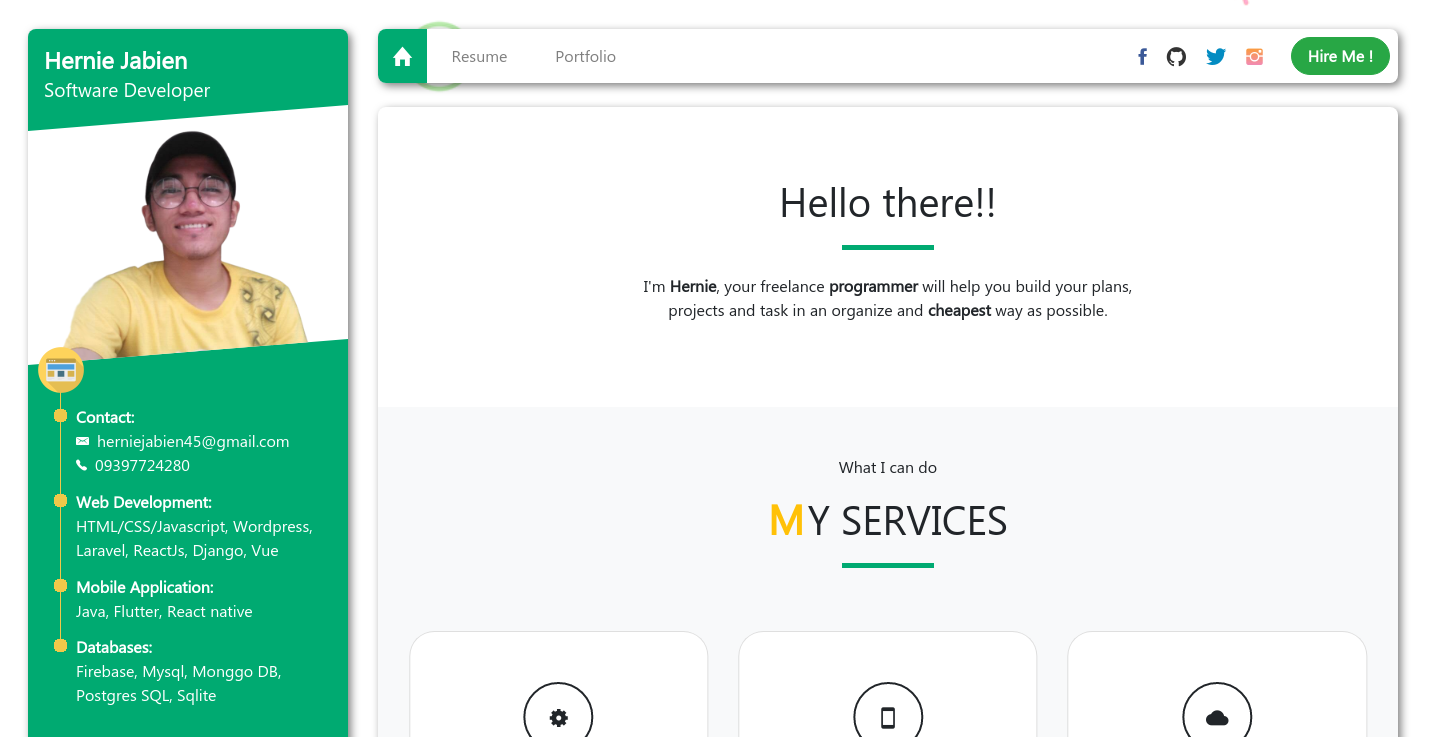 Hernie Jabien
Software Developer
Contact:
herniejabien45@gmail.com
09397724280
Web Development:
HTML/CSS/Javascript, Wordpress,
Laravel, ReactJs, Django, Vue
Mobile Application:
Java, Flutter, React native
Databases:
Firebase, Mysql, Monggo DB,
Postgres SQL, Sqlite
Resume
Portfolio
Hire Me !
Hello there!!
I'm Hernie, your freelance programmer will help you build your plans,
projects and task in an organize and cheapest way as possible.
What I can do
MY SERVICES